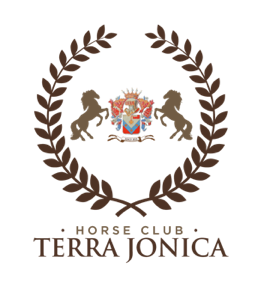 · HORSE CLUB ·
TERRA JONICA